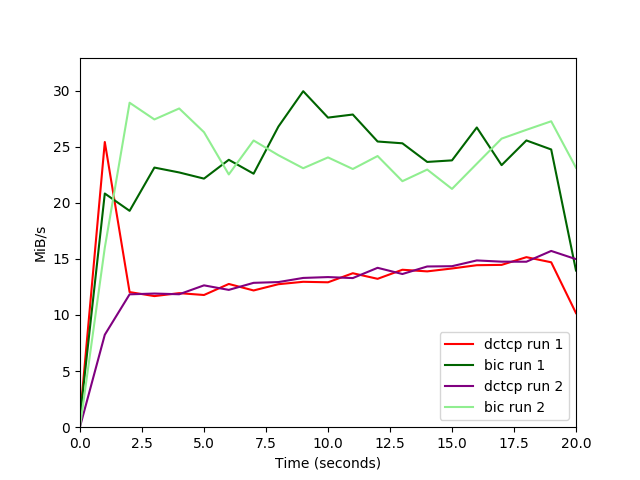 30
25
20
15
10
5
0
MiB/s
0.0 2.5 5.0 7.5 10.0 12.5 15.0 17.5 20.0
Time (seconds)
dctcp run 1
bic run 1
dctcp run 2
bic run 2